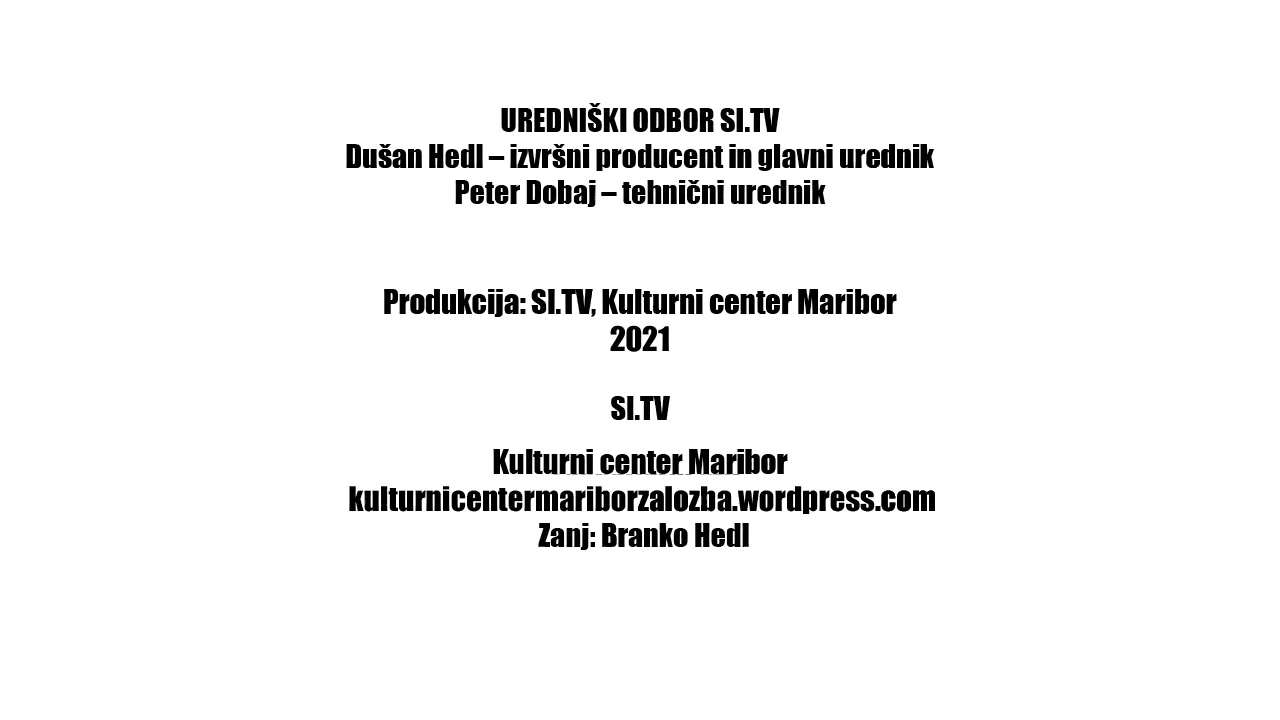 UREDNIŠKI ODBOR SI.TV
Dušan Hedl – izvršni producent in glavni urednik
Peter Dobaj – tehnični urednik
Produkcija: SI.TV, Kulturni center Maribor
2021
SI.TV
Kulturni center Maribor
kulturnicentermariborzalozba.wordpress.com
Zanj: Branko Hedl